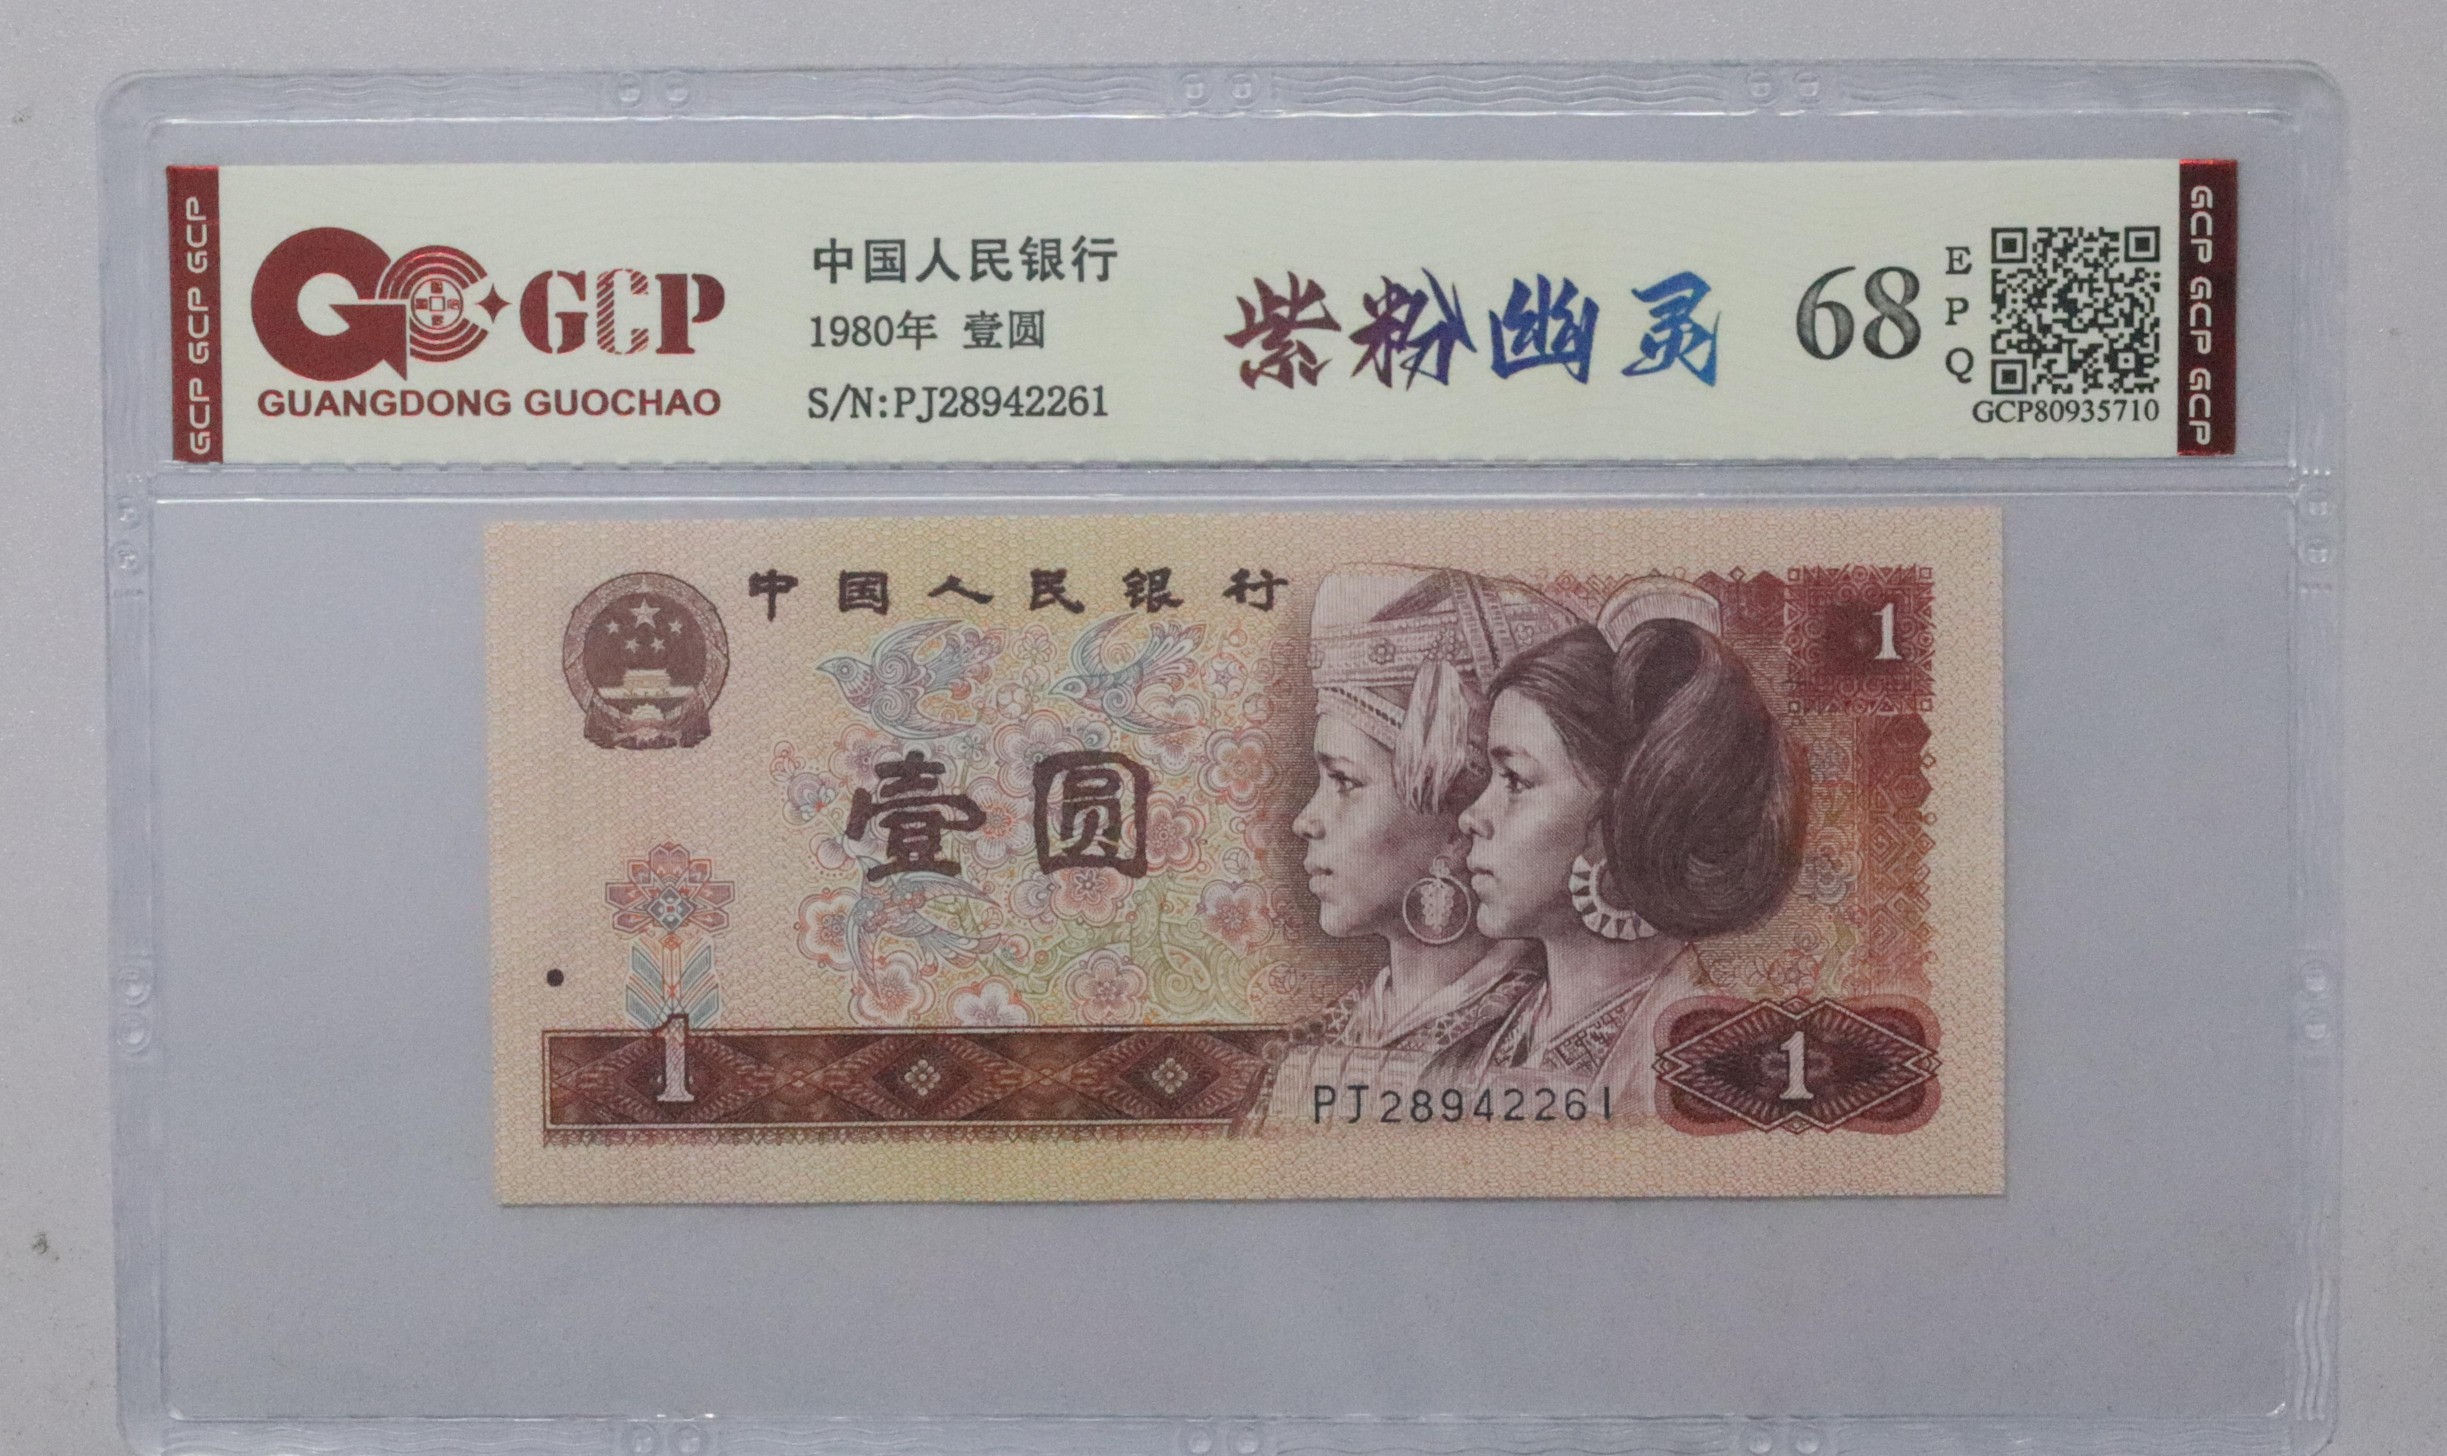 GCP GCP GCP
GCP
GUANGDONG GUOCHAO
中国人民银行
1980年 壹圆
S/N:PJ28942261
紫粉幽灵
68
EPQ
GCP80935710
GCP GCP GCP
中国人民银行
1
壹圆
1
PJ28942261
1